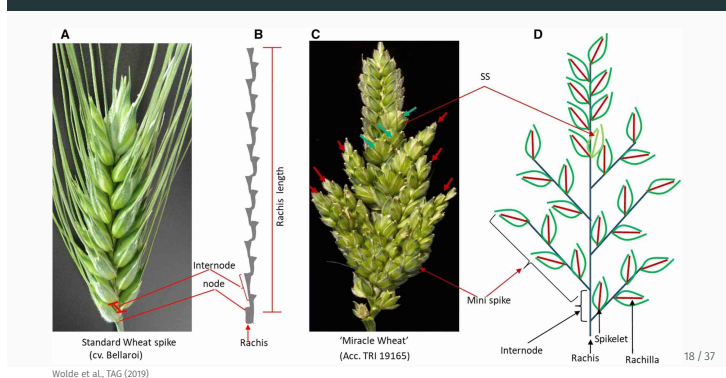 A
B
C
D
SS
Rachis length
Internode
node
Mini spike
Spikelet
Internode
Rachis
Rachis
Rachilla
Standard Wheat spike
(cv. Bellaroi)
‘Miracle Wheat’
(Acc. TRI 19165)
18 / 37
Wolde et al., TAG (2019)